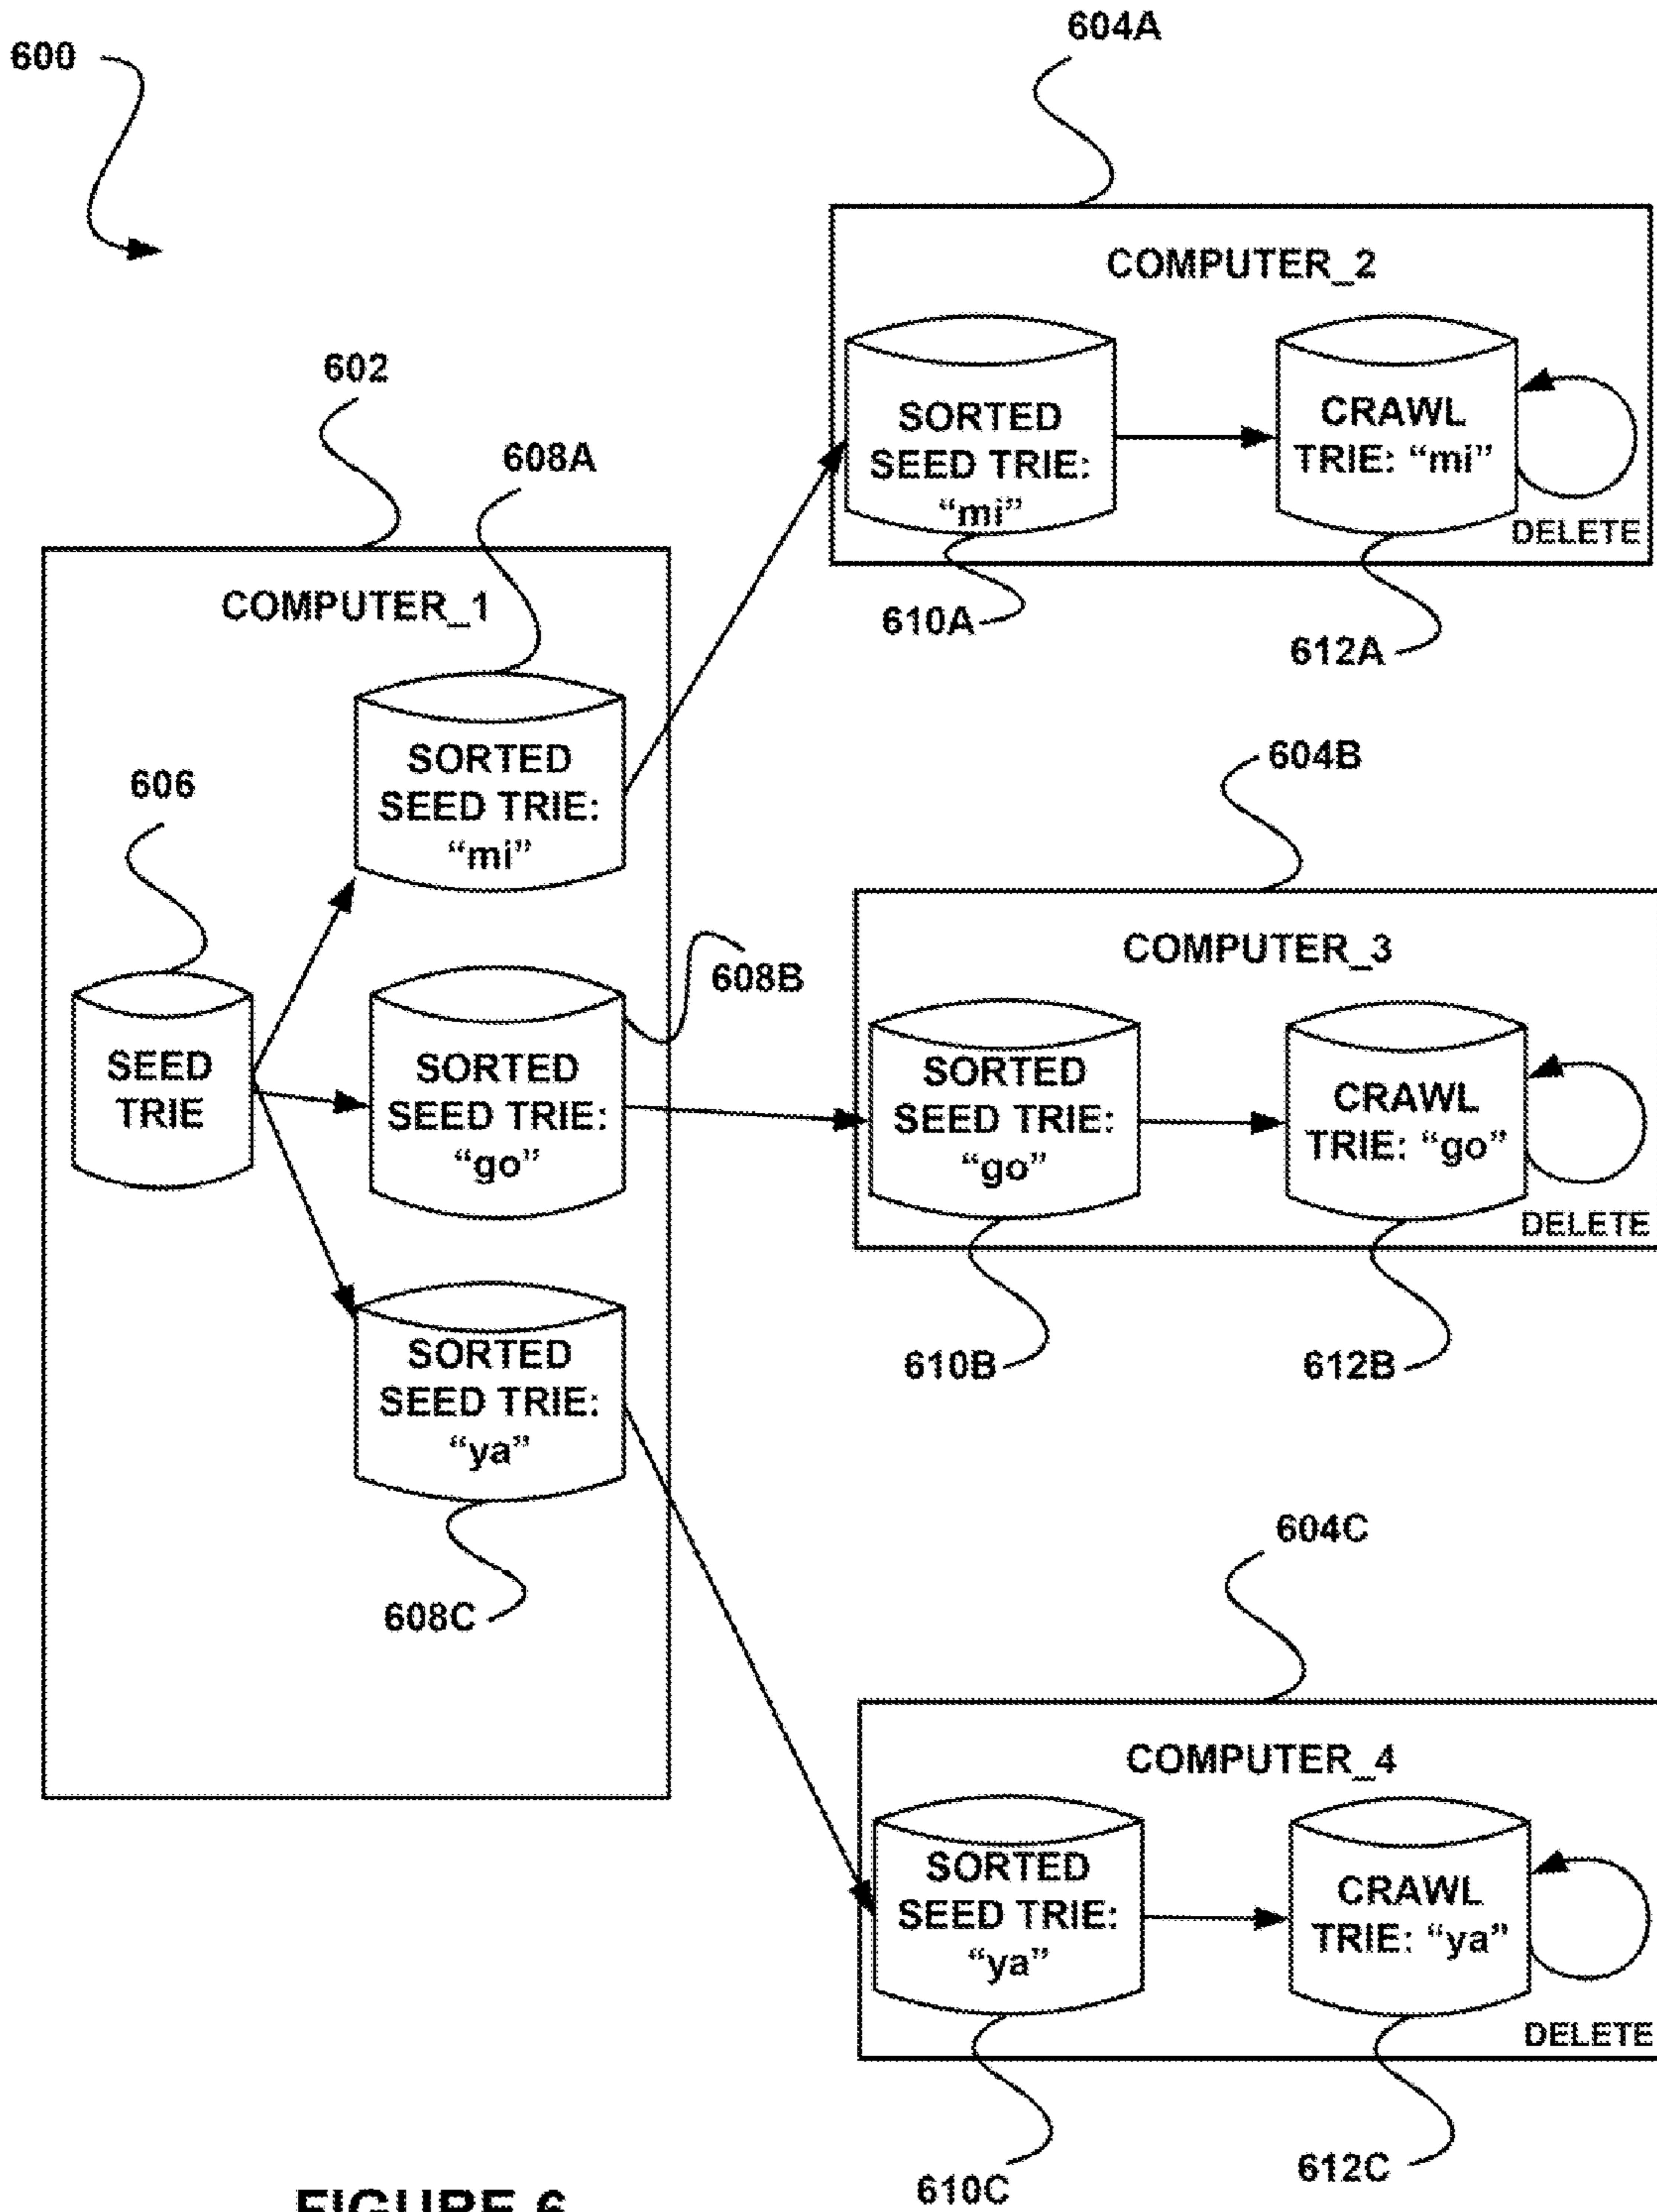 600
604A
COMPUTER_2
SORTED
SEED TRIE:
“mi”
CRAWL
TRIE: “mi”
DELETE
610A
612A
602
608A
COMPUTER_1
SORTED
SEED TRIE:
“mi”
606
SEED
TRIE
608B
SORTED
SEED TRIE:
“go”
SORTED
SEED TRIE:
“ya”
608C
604B
COMPUTER_3
SORTED
SEED TRIE:
“go”
CRAWL
TRIE: “go”
DELETE
610B
612B
604C
COMPUTER_4
SORTED
SEED TRIE:
“ya”
CRAWL
TRIE: “ya”
DELETE
610C
612C
FIGURE 6